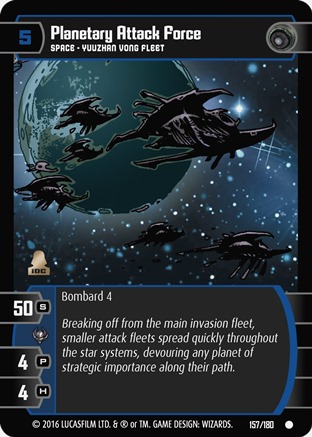 5 Planetary Attack Force
SPACE - YUUZHAN VONG FLEET
IDC
50 S
Bombard 4
4 P
4 H
Breaking off from the main invasion fleet,
smaller attack fleets spread quickly throughout
the star systems, devouring any planet of
strategic importance along their path.
© 2016 LUCASFILM LTD. & ® or TM. GAME DESIGN: WIZARDS. 157/180